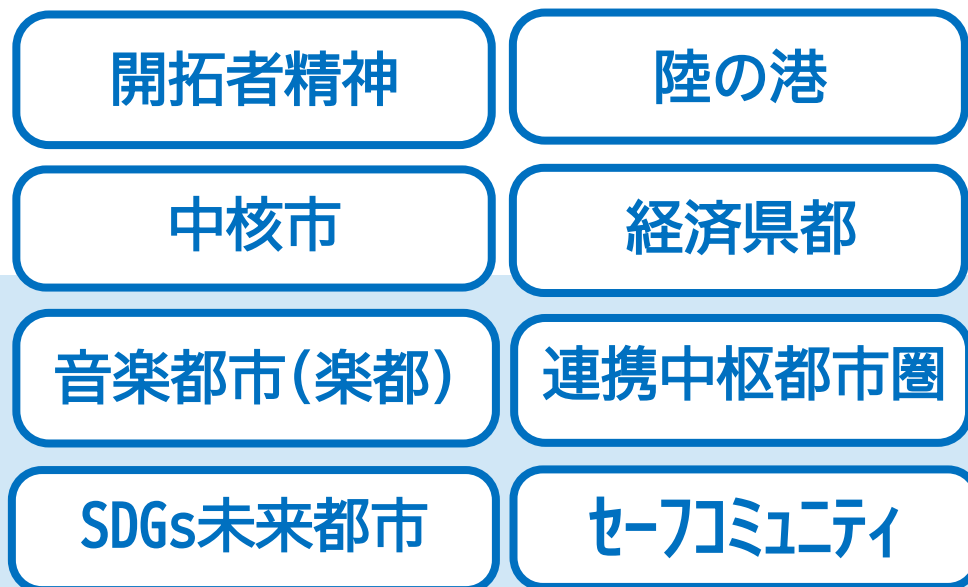 開拓者精神
陸の港
中核市
経済県都
音楽都市(楽都)
連携中枢都市圏
SDGs未来都市
ｾｰﾌｺﾐｭﾆﾃｨ